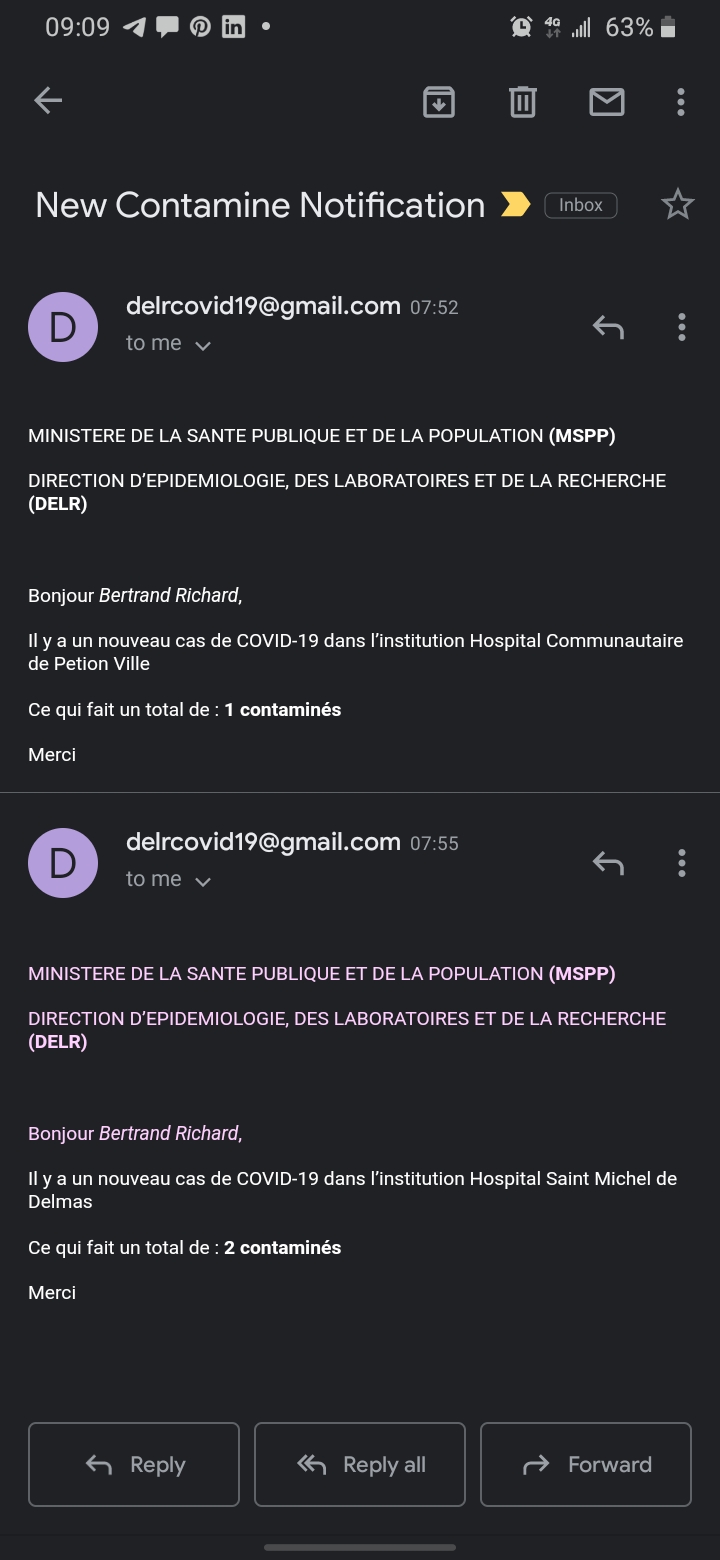 09:09
4G
63%
New Contamine Notification
Inbox
D
delrcovid19@gmail.com 07:52
to me
MINISTERE DE LA SANTE PUBLIQUE ET DE LA POPULATION (MSPP)
DIRECTION D’EPIDEMIOLOGIE, DES LABORATOIRES ET DE LA RECHERCHE
(DELR)
Bonjour Bertrand Richard,
Il y a un nouveau cas de COVID-19 dans l’institution Hospital Communautaire
de Petion Ville
Ce qui fait un total de : 1 contaminés
Merci
D
delrcovid19@gmail.com 07:55
to me
MINISTERE DE LA SANTE PUBLIQUE ET DE LA POPULATION (MSPP)
DIRECTION D’EPIDEMIOLOGIE, DES LABORATOIRES ET DE LA RECHERCHE
(DELR)
Bonjour Bertrand Richard,
Il y a un nouveau cas de COVID-19 dans l’institution Hospital Saint Michel de
Delmas
Ce qui fait un total de : 2 contaminés
Merci
Reply
Reply all
Forward